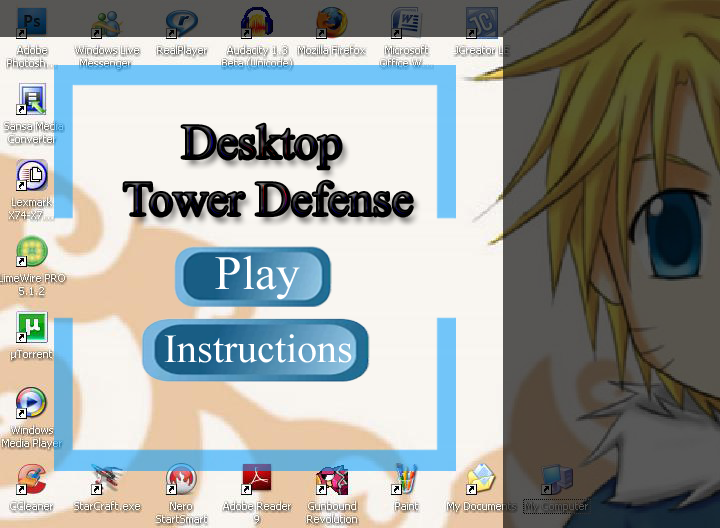 Ps
W
JC
Adobe
Photosh...
Windows Live
Messenger
RealPlayer
Audacity 1.3
Beta (Unicode)
Mozilla Firefox
Microsoft
Office W...
JCreator LE
Sansa Media
Converter
Desktop
Tower Defense
Lexmark
X74-X7...
Play
LimeWire PRO
5.1.2
Instructions
µ
µTorrent
Windows
Media Player
CCleaner
StarCraft.exe
Nero
StartSmart
Adobe Reader
9
Gunbound
Revolution
Paint
My Documents
My Computer